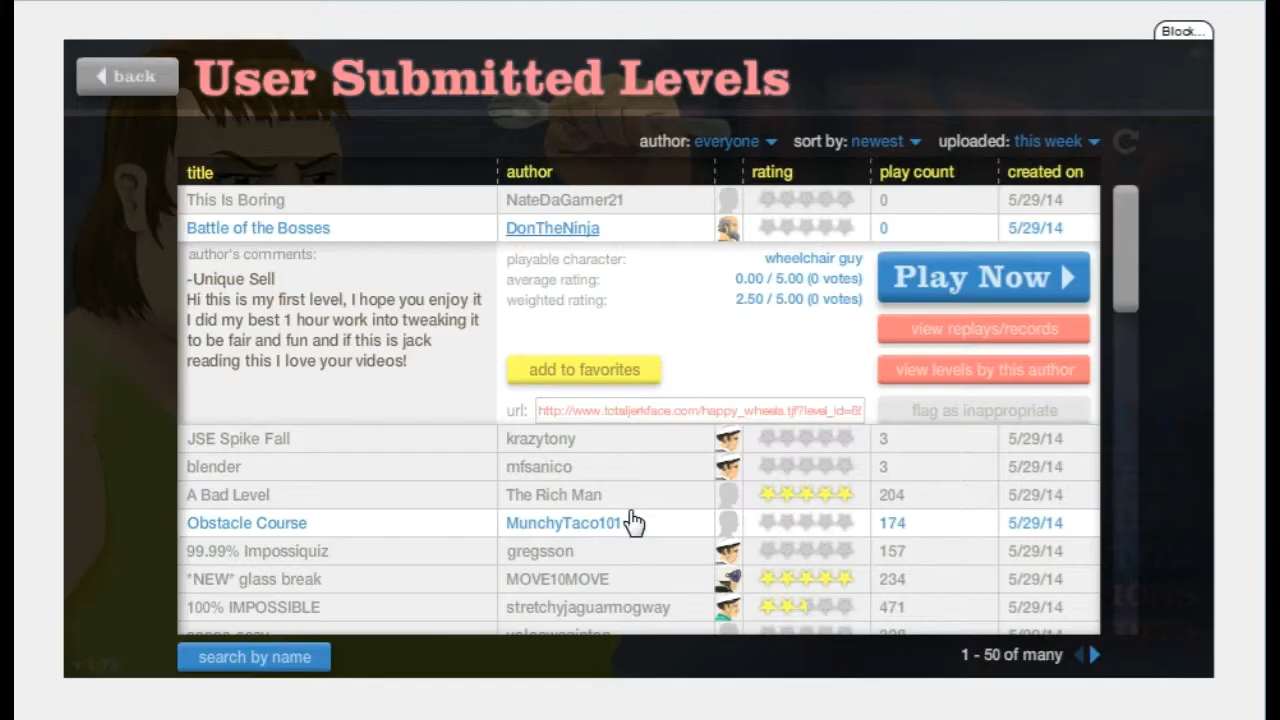 Block...
back
User Submitted Levels
author: everyone sort by: newest uploaded: this week
title author rating play count created on
This Is Boring NateDaGamer21 0 5/29/14
Battle of the Bosses DonTheNinja 0 5/29/14
author's comments:
-Unique Sell
Hi this is my first level, I hope you enjoy it
I did my best 1 hour work into tweaking it
to be fair and fun and if this is jack
reading this I love your videos!
playable character: wheelchair guy
average rating: 0.00 / 5.00 (0 votes)
weighted rating: 2.50 / 5.00 (0 votes)
add to favorites
url: http://www.totaljerkface.com/happy_wheels.tjf?level_id=6
Play Now
view replays/records
view levels by this author
flag as inappropriate
JSE Spike Fall krazytony 3 5/29/14
blender mfsanico 3 5/29/14
A Bad Level The Rich Man 204 5/29/14
Obstacle Course MunchyTaco101 174 5/29/14
99.99% Impossiquiz gregsson 157 5/29/14
*NEW* glass break MOVE10MOVE 234 5/29/14
100% IMPOSSIBLE stretchyjaguarmogway 471 5/29/14
search by name
1 - 50 of many